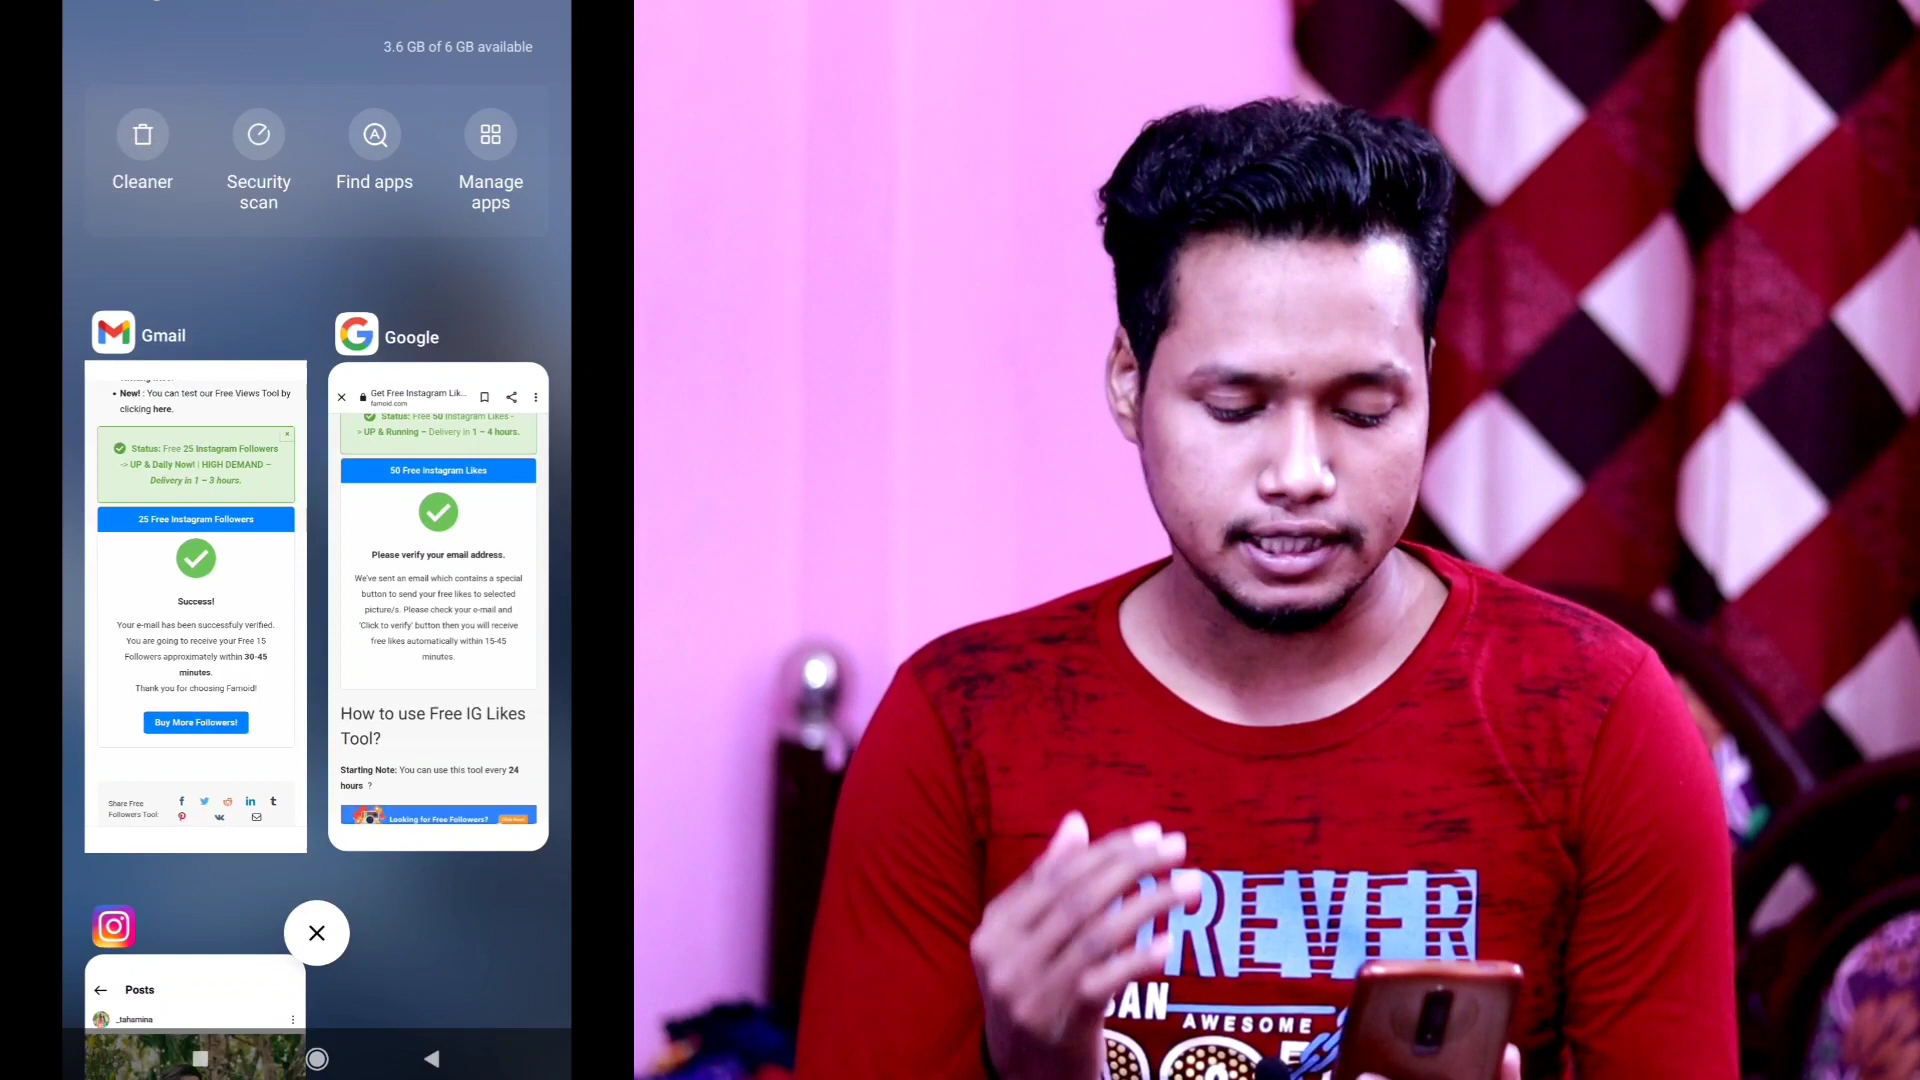 3.6 GB of 6 GB available
Cleaner
Security
scan
Find apps
Manage
apps
Gmail
Google
New! : You can test our Free Views Tool by
clicking here.
Status: Free 25 Instagram Followers
-> UP & Daily Now! | HIGH DEMAND –
Delivery in 1 – 3 hours.
25 Free Instagram Followers
Success!
Your e-mail has been successfuly verified.
You are going to receive your Free 15
Followers approximately within 30-45
minutes.
Thank you for choosing Famoid!
Buy More Followers!
Share Free
Followers Tool:
Get Free Instagram Lik...
famoid.com
Status: Free 50 Instagram Likes -
> UP & Running – Delivery in 1 – 4 hours.
50 Free Instagram Likes
Please verify your email address.
We've sent an email which contains a special
button to send your free likes to selected
picture/s. Please check your e-mail and
'Click to verify' button then you will receive
free likes automatically within 15-45
minutes.
How to use Free IG Likes
Tool?
Starting Note: You can use this tool every 24
hours ?
Looking for Free Followers?
Posts
_tahamina
REVER
AWESOME